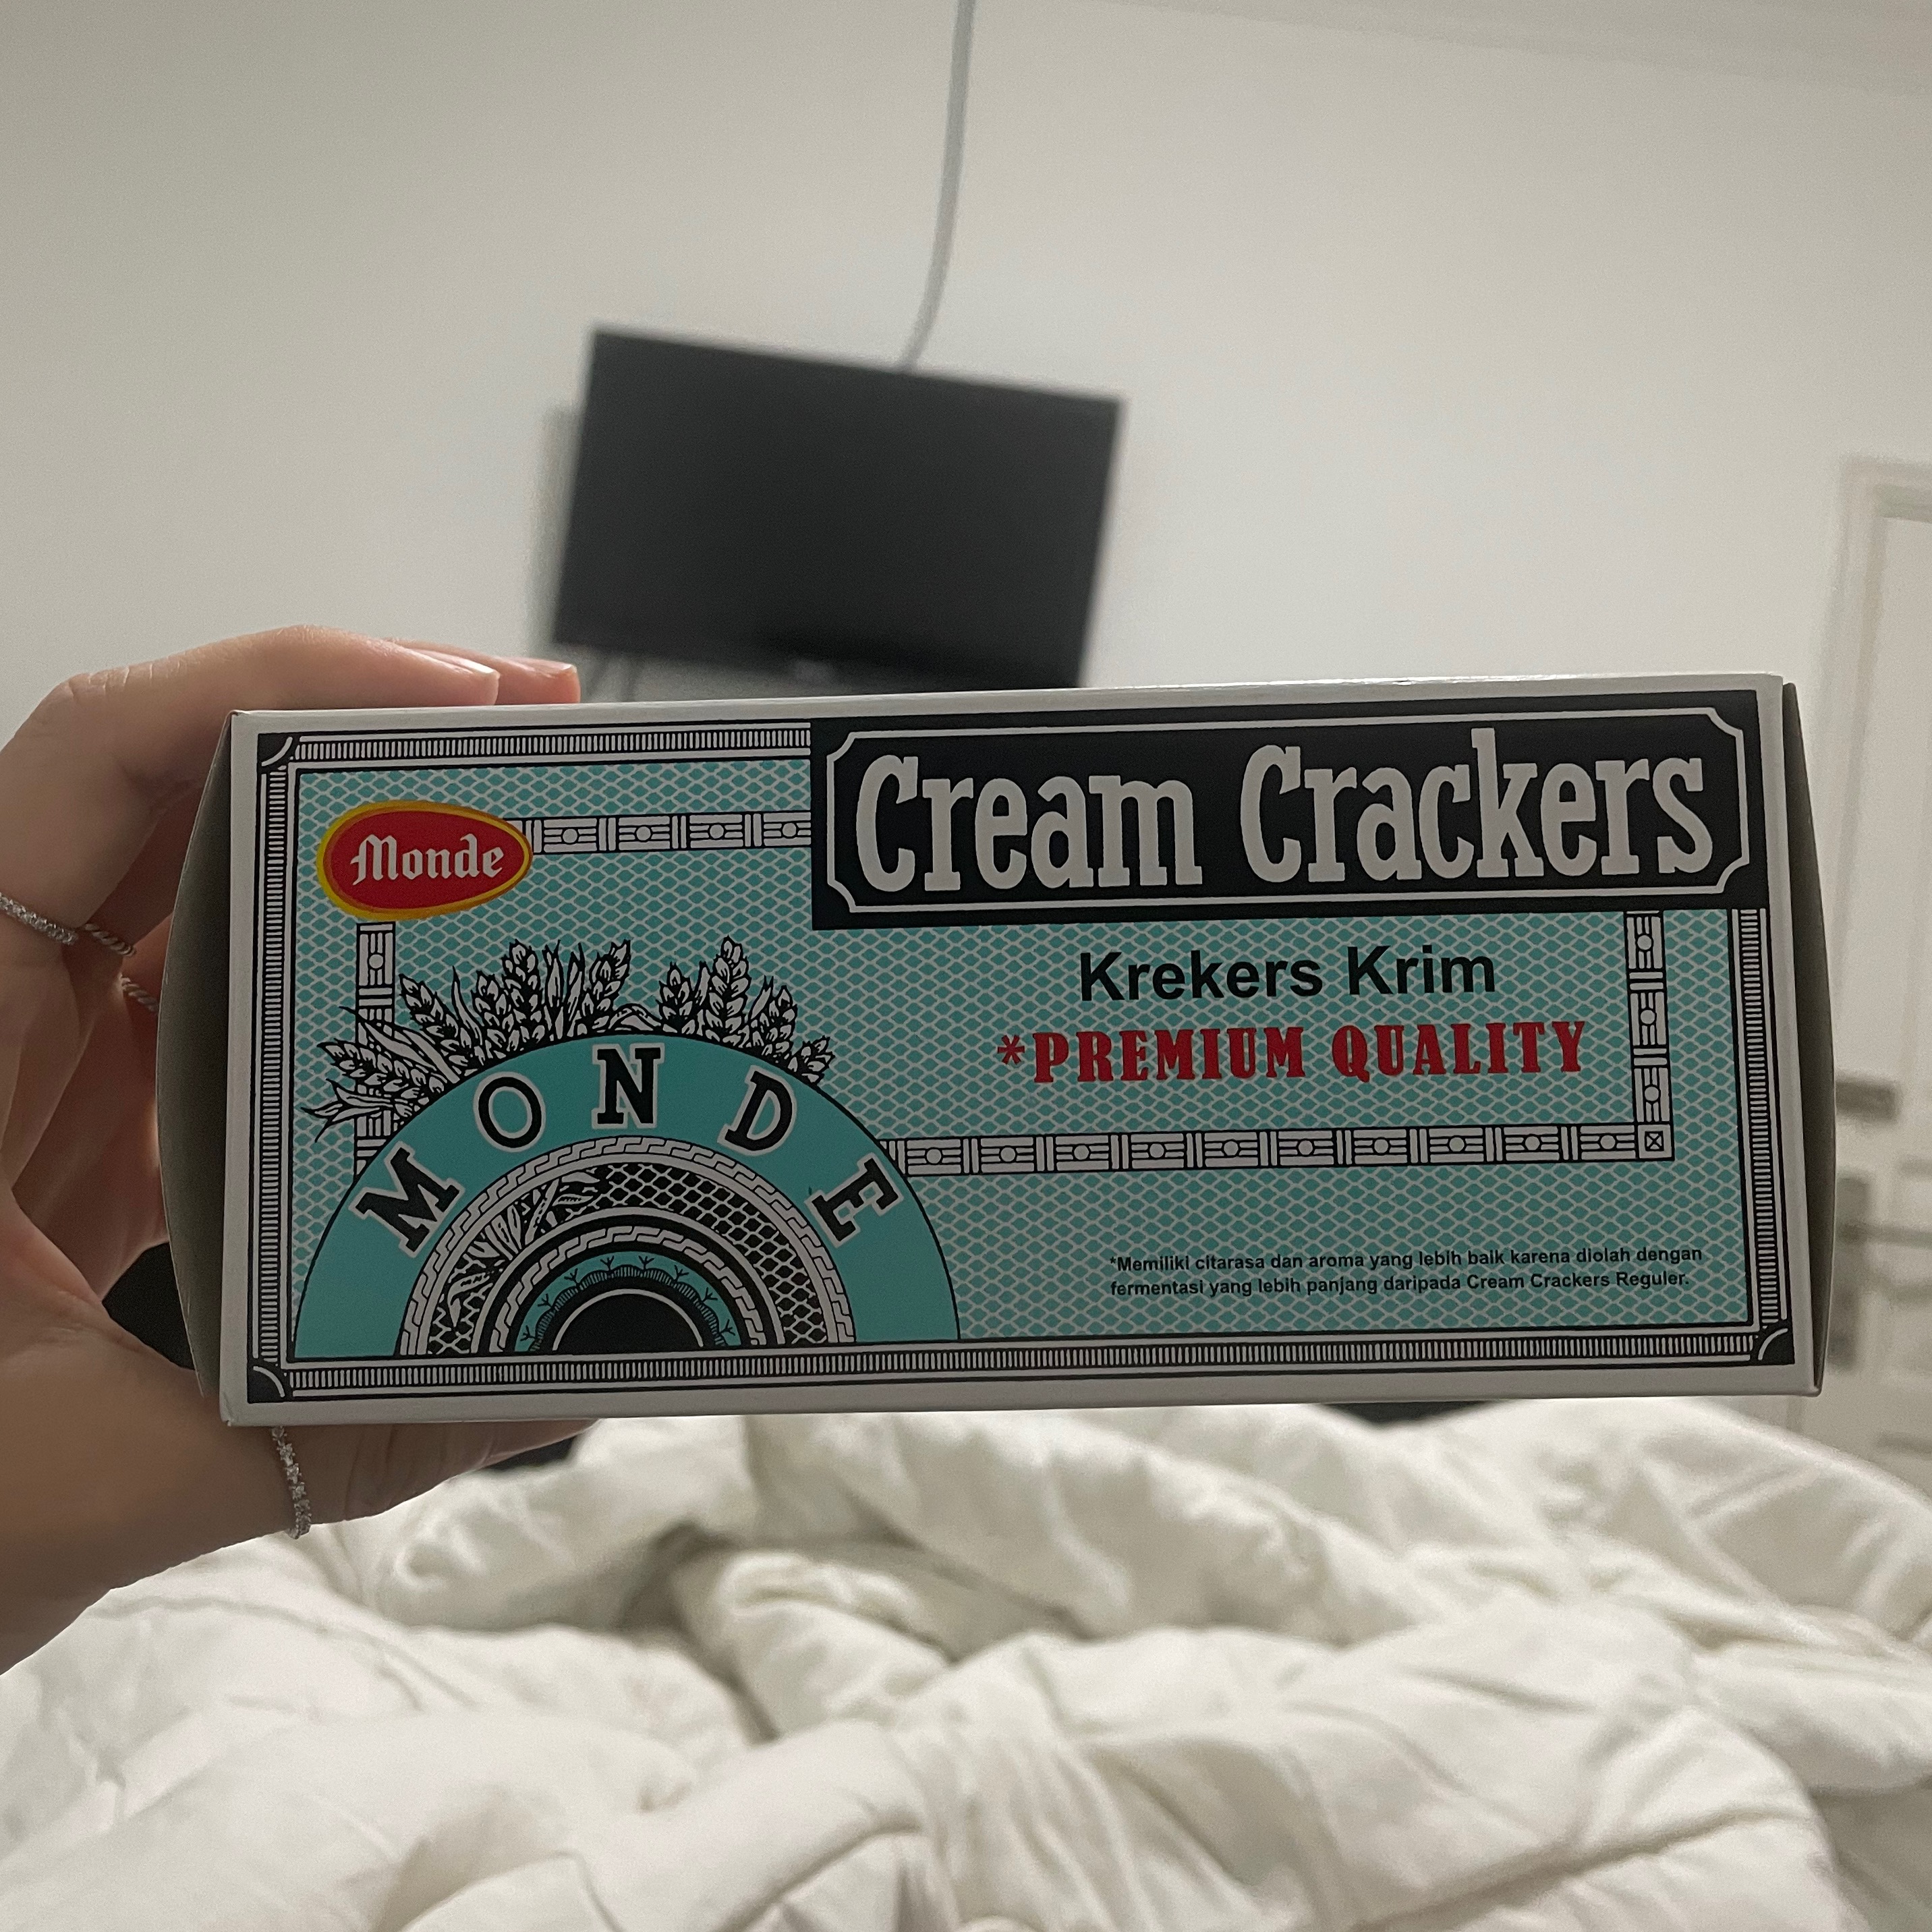 Cream Crackers
Monde
Krekers Krim
*PREMIUM QUALITY
MONDE
*Memiliki citarasa dan aroma yang lebih baik karena diolah dengan
fermentasi yang lebih panjang daripada Cream Crackers Reguler.